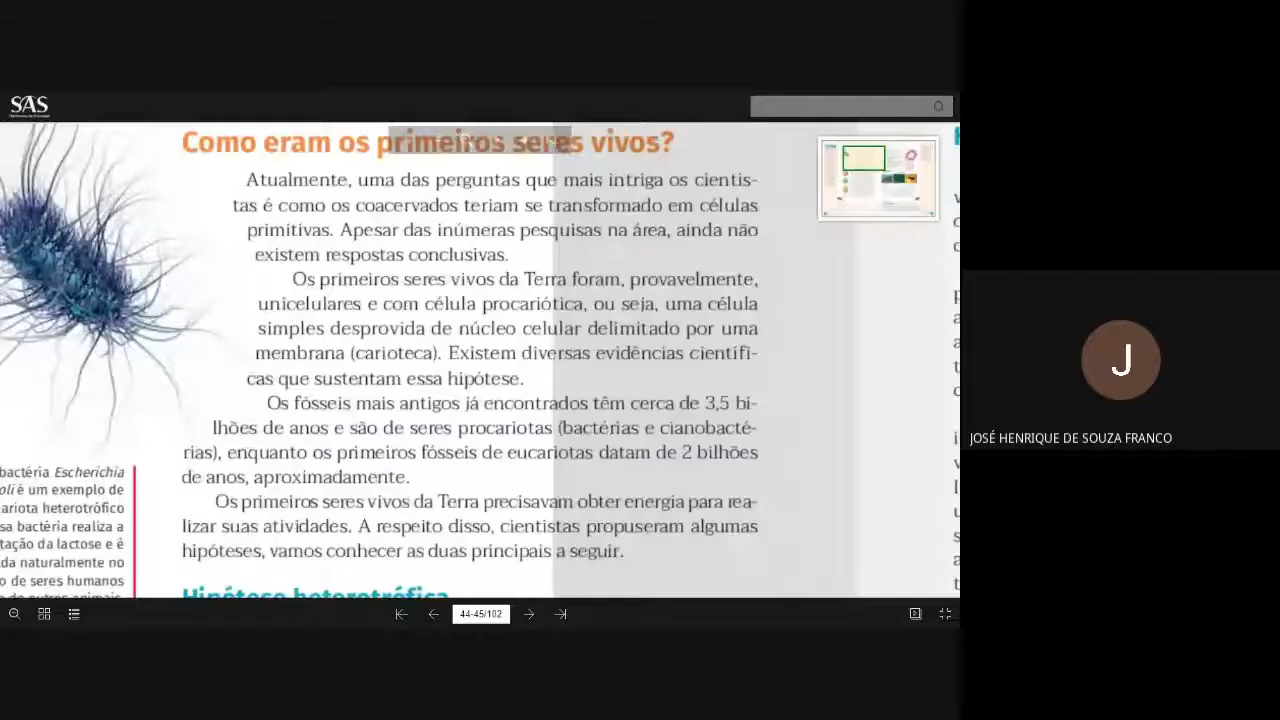 SAS
Como eram os primeiros seres vivos?
Atualmente, uma das perguntas que mais intriga os cientis-
tas é como os coacervados teriam se transformado em células
primitivas. Apesar das inúmeras pesquisas na área, ainda não
existem respostas conclusivas.
Os primeiros seres vivos da Terra foram, provavelmente,
unicelulares e com célula procariótica, ou seja, uma célula
simples desprovida de núcleo celular delimitado por uma
membrana (carioteca). Existem diversas evidências científi-
cas que sustentam essa hipótese.
Os fósseis mais antigos já encontrados têm cerca de 3,5 bi-
lhões de anos e são de seres procariotas (bactérias e cianobacté-
rias), enquanto os primeiros fósseis de eucariotas datam de 2 bilhões
de anos, aproximadamente.
Os primeiros seres vivos da Terra precisavam obter energia para rea-
lizar suas atividades. A respeito disso, cientistas propuseram algumas
hipóteses, vamos conhecer as duas principais a seguir.
Hipótese heterotrófica
bactéria Escherichia
oli é um exemplo de
ariota heterotrófico
sa bactéria realiza a
tação da lactose e é
da naturalmente no
o de seres humanos
e de outros animais.
44-45/102
J
JOSÉ HENRIQUE DE SOUZA FRANCO